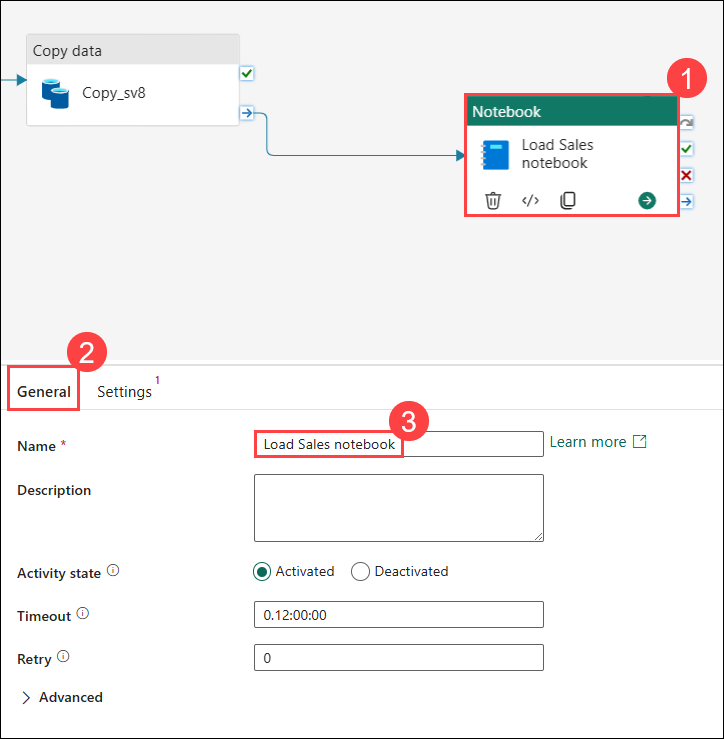 Copy data
Copy_sv8
1
Notebook
Load Sales
notebook
</>
2
General
Settings 1
3
Name *
Load Sales notebook
Learn more
Description
Activity state
Activated
Deactivated
Timeout
0.12:00:00
Retry
0
Advanced